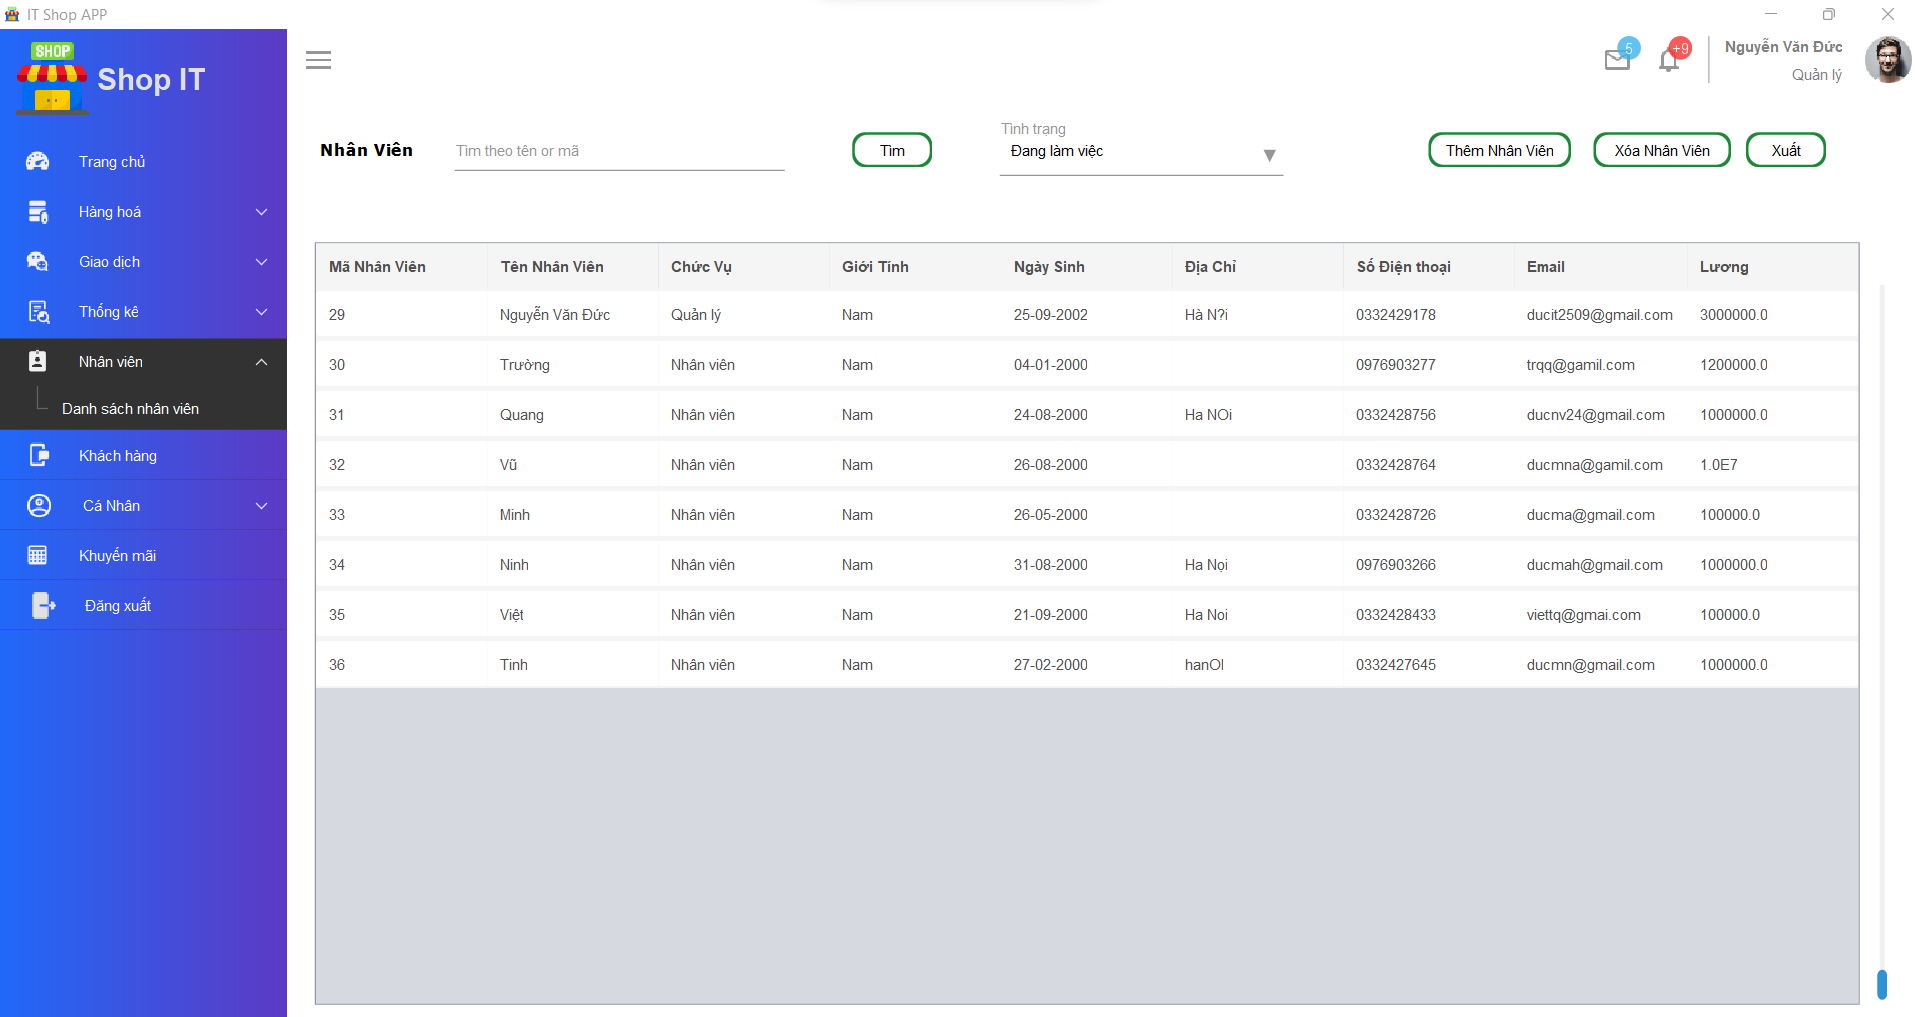 IT Shop APP
SHOP
Shop IT
5
+9
Nguyễn Văn Đức
Quản lý
Trang chủ
Hàng hoá
Giao dịch
Thống kê
Nhân viên
Danh sách nhân viên
Khách hàng
Cá Nhân
Khuyến mãi
Đăng xuất
Nhân Viên
Tìm theo tên or mã
Tìm
Tình trạng
Đang làm việc
Thêm Nhân Viên
Xóa Nhân Viên
Xuất
Mã Nhân Viên Tên Nhân Viên Chức Vụ Giới Tính Ngày Sinh Địa Chỉ Số Điện thoại Email Lương
29 Nguyễn Văn Đức Quản lý Nam 25-09-2002 Hà N?i 0332429178 ducit2509@gmail.com 3000000.0
30 Trường Nhân viên Nam 04-01-2000 0976903277 trqq@gamil.com 1200000.0
31 Quang Nhân viên Nam 24-08-2000 Ha NOi 0332428756 ducnv24@gmail.com 1000000.0
32 Vũ Nhân viên Nam 26-08-2000 0332428764 ducmna@gamil.com 1.0E7
33 Minh Nhân viên Nam 26-05-2000 0332428726 ducma@gmail.com 100000.0
34 Ninh Nhân viên Nam 31-08-2000 Ha Nọi 0976903266 ducmah@gmail.com 1000000.0
35 Việt Nhân viên Nam 21-09-2000 Ha Noi 0332428433 viettq@gmai.com 100000.0
36 Tinh Nhân viên Nam 27-02-2000 hanOI 0332427645 ducmn@gmail.com 1000000.0